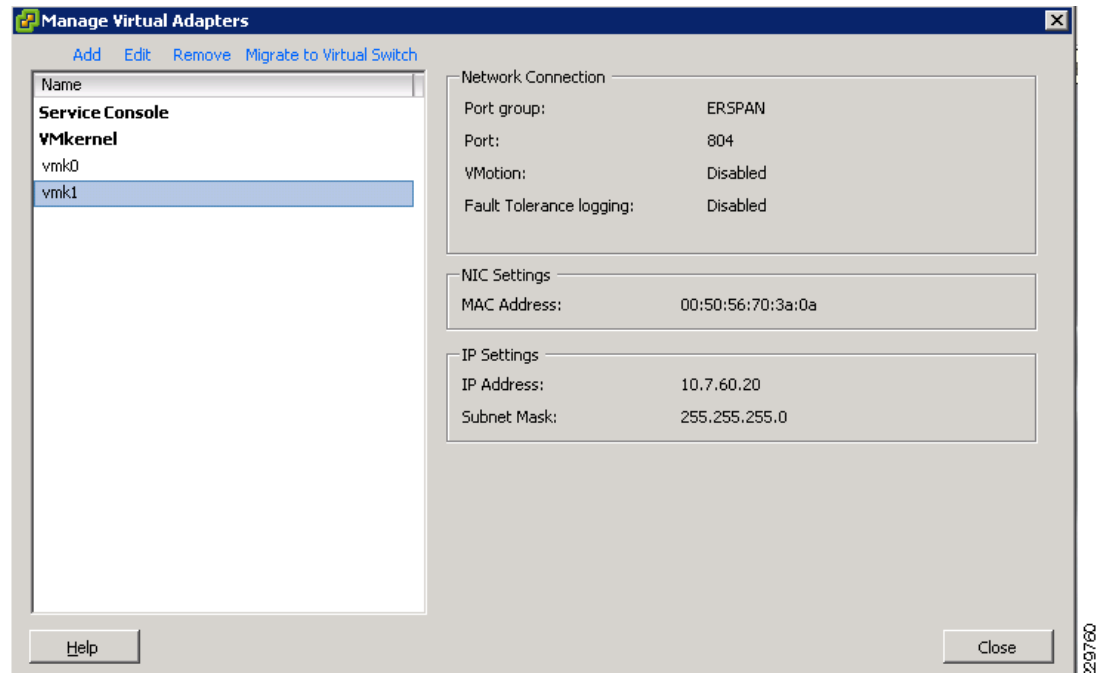 Manage Virtual Adapters
Add Edit Remove Migrate to Virtual Switch
Name
Service Console
VMkernel
vmk0
vmk1
Network Connection
Port group: ERSPAN
Port: 804
VMotion: Disabled
Fault Tolerance logging: Disabled
NIC Settings
MAC Address: 00:50:56:70:3a:0a
IP Settings
IP Address: 10.7.60.20
Subnet Mask: 255.255.255.0
Help
Close
229760